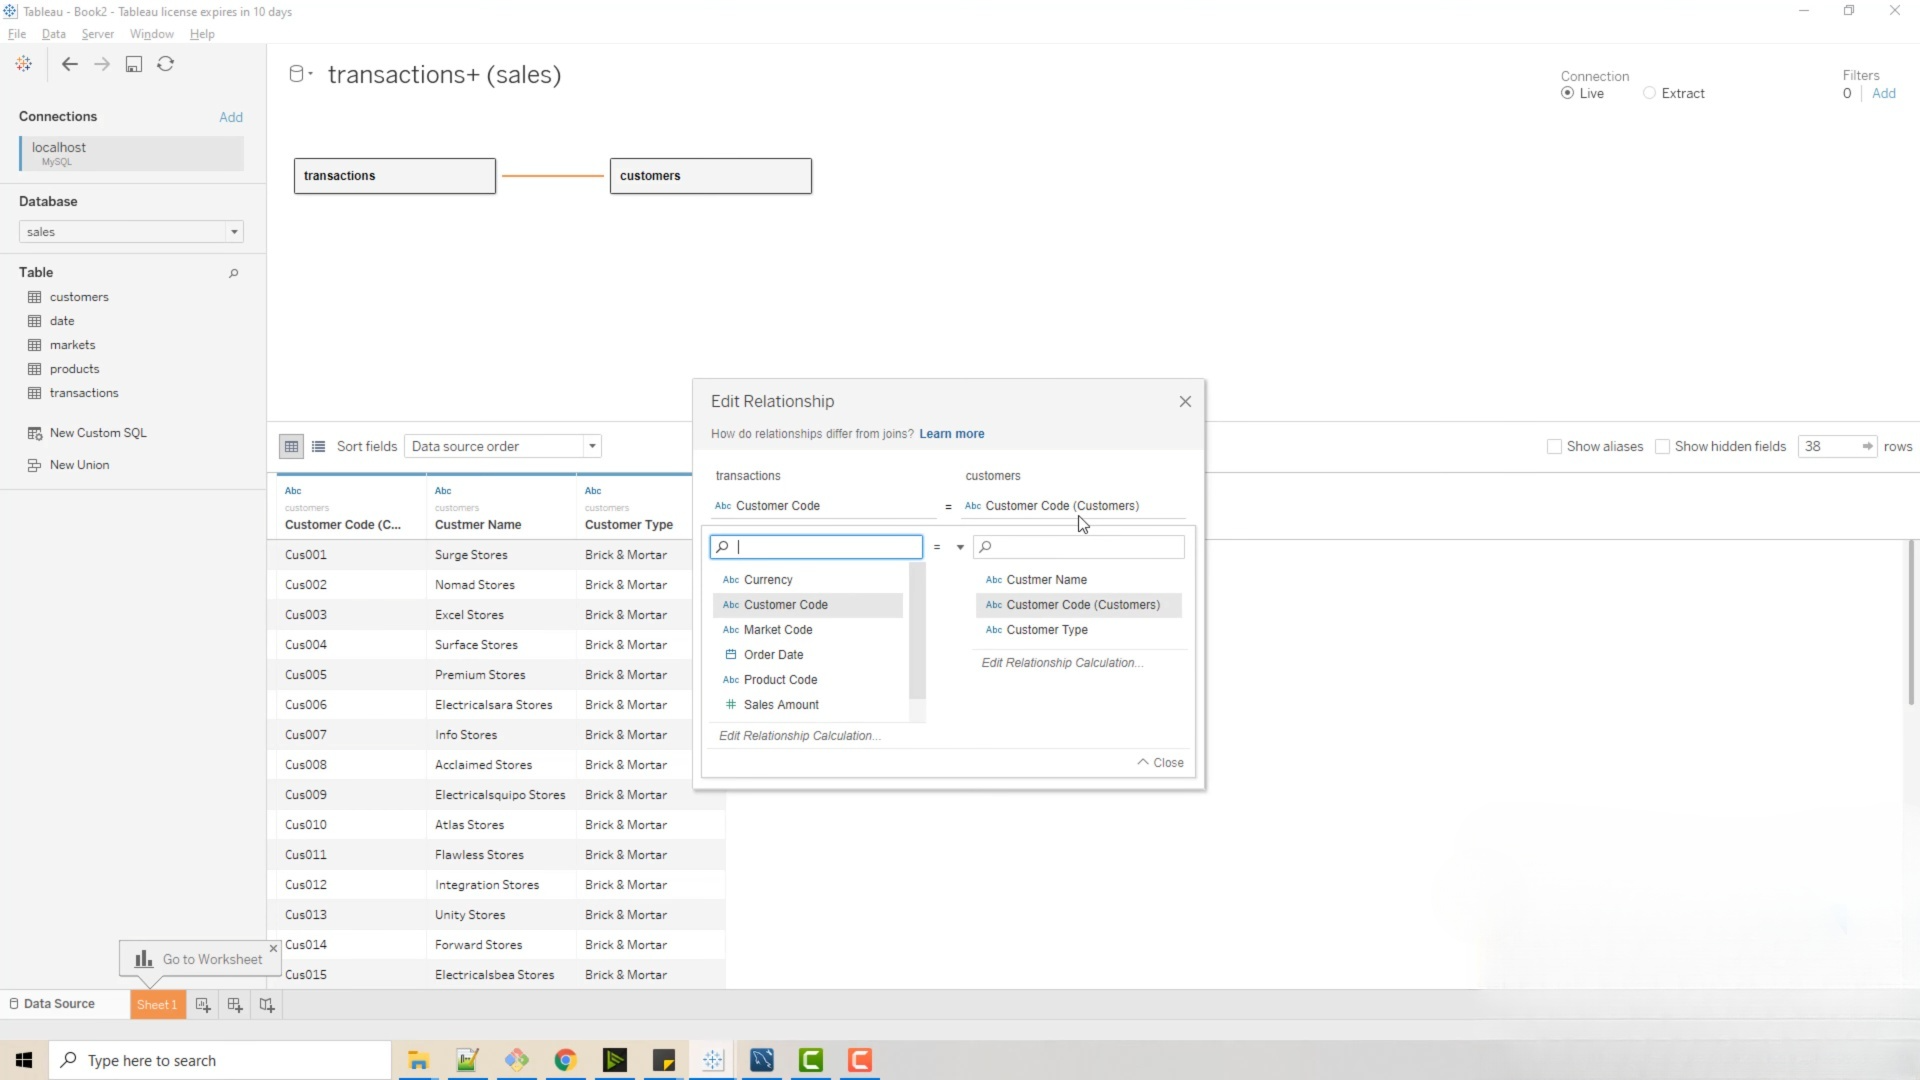 Tableau - Book2 - Tableau license expires in 10 days
File Data Server Window Help
Connections Add
localhost
MySQL
Database
sales
Table
customers
date
markets
products
transactions
New Custom SQL
New Union
transactions+ (sales)
Connection
Live Extract
Filters
0 Add
transactions customers
Sort fields Data source order
Show aliases Show hidden fields 38 rows
Abc Abc Abc
customers customers customers
Customer Code (C... Custmer Name Customer Type
Cus001 Surge Stores Brick & Mortar
Cus002 Nomad Stores Brick & Mortar
Cus003 Excel Stores Brick & Mortar
Cus004 Surface Stores Brick & Mortar
Cus005 Premium Stores Brick & Mortar
Cus006 Electricalsara Stores Brick & Mortar
Cus007 Info Stores Brick & Mortar
Cus008 Acclaimed Stores Brick & Mortar
Cus009 Electricalsquipo Stores Brick & Mortar
Cus010 Atlas Stores Brick & Mortar
Cus011 Flawless Stores Brick & Mortar
Cus012 Integration Stores Brick & Mortar
Cus013 Unity Stores Brick & Mortar
Cus014 Forward Stores Brick & Mortar
Cus015 Electricalsbea Stores Brick & Mortar
Edit Relationship
How do relationships differ from joins? Learn more
transactions customers
Abc Customer Code = Abc Customer Code (Customers)
=
Abc Currency
Abc Customer Code
Abc Market Code
Order Date
Abc Product Code
# Sales Amount
Edit Relationship Calculation...
Abc Custmer Name
Abc Customer Code (Customers)
Abc Customer Type
Edit Relationship Calculation...
Close
Go to Worksheet
Data Source Sheet 1
Type here to search